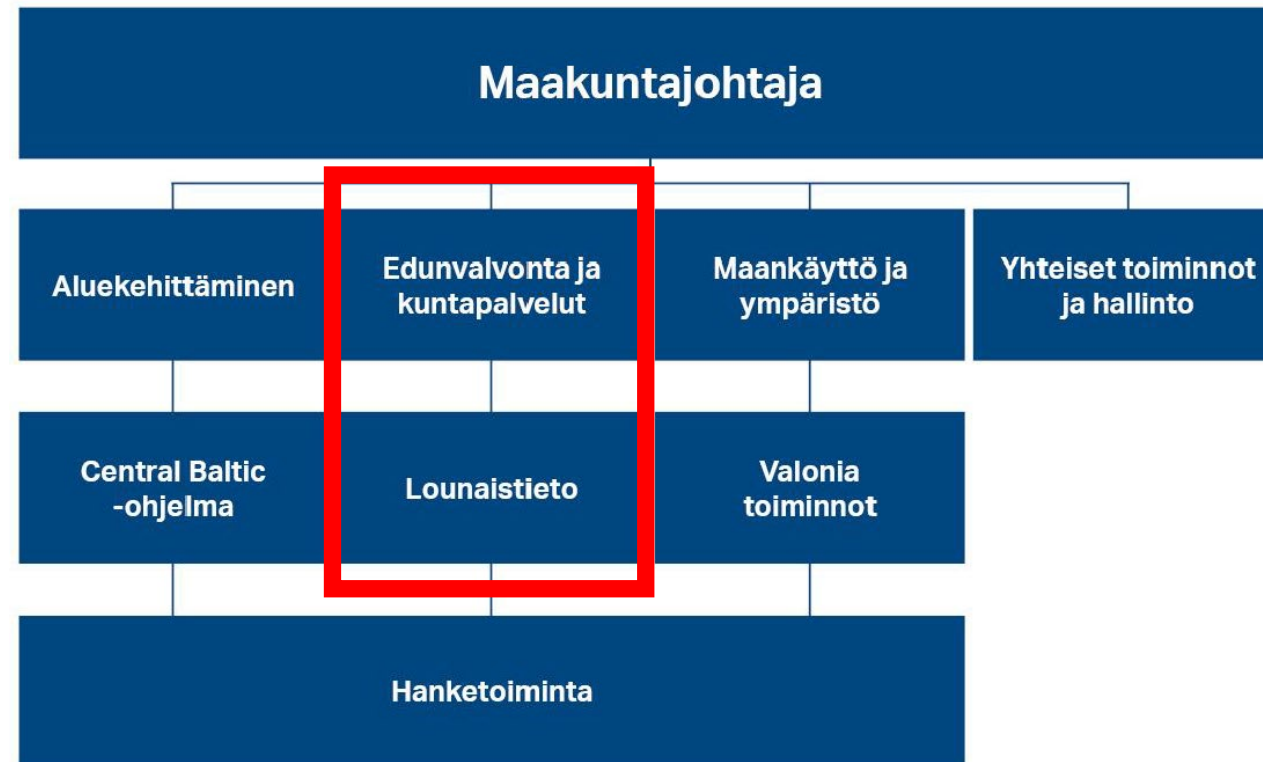 Maakuntajohtaja
Aluekehittäminen
Edunvalvonta ja
kuntapalvelut
Maankäyttö ja
ympäristö
Yhteiset toiminnot
ja hallinto
Central Baltic
-ohjelma
Lounaistieto
Valonia
toiminnot
Hanketoiminta